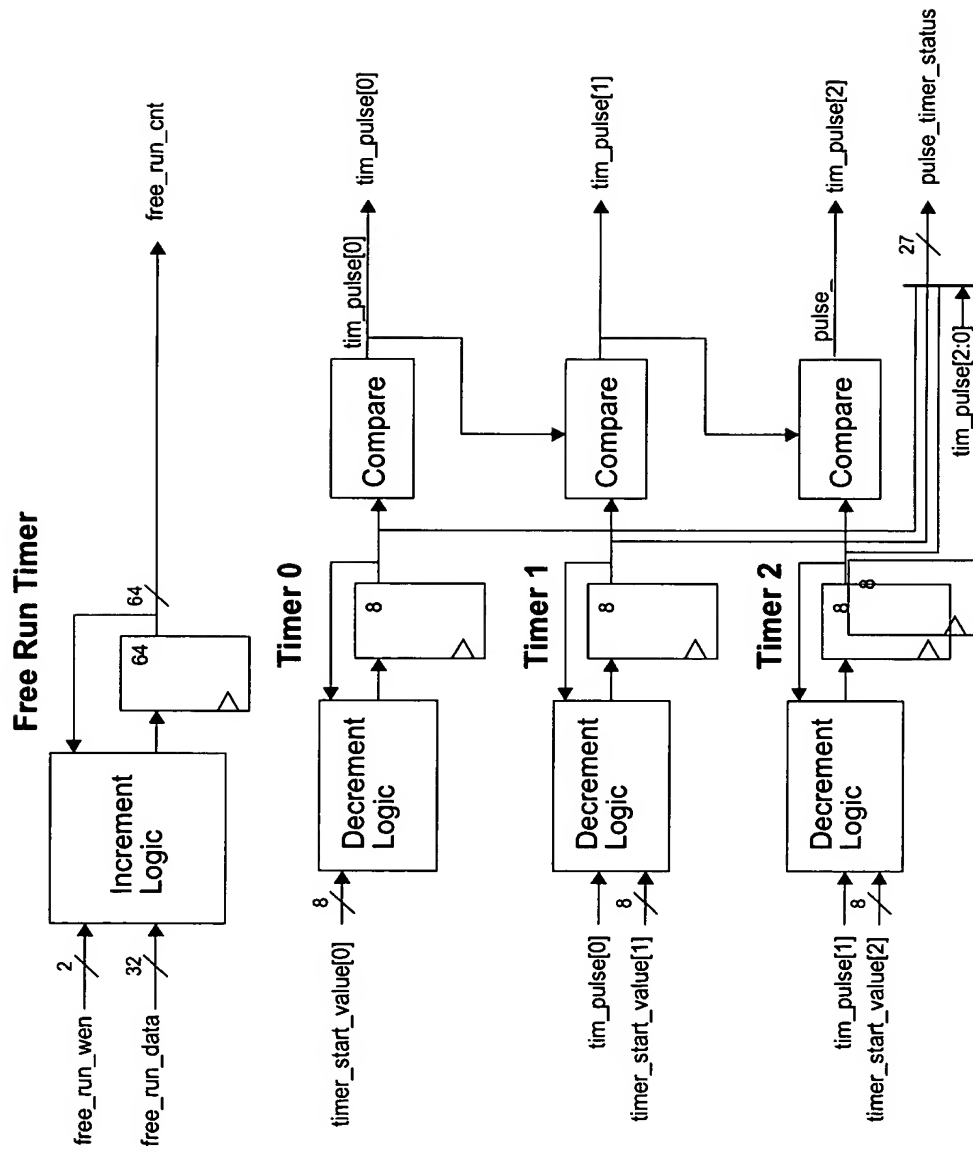 Free Run Timer
free_run_wen
2
free_run_data
32
Increment
Logic
64
64
free_run_cnt
Timer 0
timer_start_value[0]
8
Decrement
Logic
8
Compare
tim_pulse[0]
tim_pulse[0]
Timer 1
tim_pulse[0]
timer_start_value[1]
8
Decrement
Logic
8
Compare
tim_pulse[1]
Timer 2
tim_pulse[1]
timer_start_value[2]
8
Decrement
Logic
8
8
Compare
pulse_
tim_pulse[2]
tim_pulse[2:0]
27
pulse_timer_status